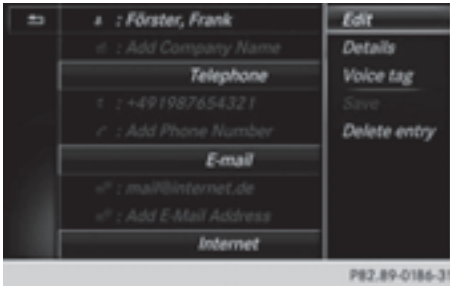 : Förster, Frank
: Add Company Name
Telephone
: +491987654321
: Add Phone Number
E-mail
: mail@internet.de
: Add E-Mail Address
Internet
Edit
Details
Voice tag
Save
Delete entry
P82.89-0186-31